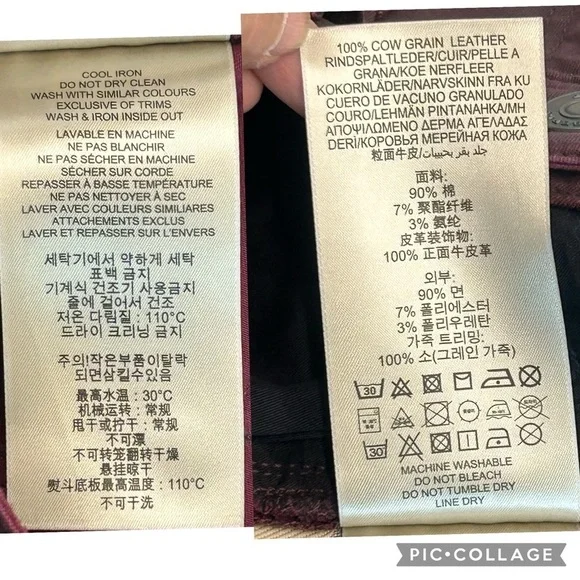 COOL IRON
DO NOT DRY CLEAN
WASH WITH SIMILAR COLOURS
EXCLUSIVE OF TRIMS
WASH & IRON INSIDE OUT
LAVABLE EN MACHINE
NE PAS BLANCHIR
NE PAS SÉCHER EN MACHINE
SÉCHER SUR CORDE
REPASSER À BASSE TEMPÉRATURE
NE PAS NETTOYER À SEC
LAVER AVEC COULEURS SIMILIARES
ATTACHEMENTS EXCLUS
LAVER ET REPASSER SUR L'ENVERS
세탁기에서 약하게 세탁
표백 금지
기계식 건조기 사용금지
줄에 걸어서 건조
저온 다림질 : 110°C
드라이 크리닝 금지
주의!작은부품이탈락
되면삼킬수있음
最高水温 : 30°C
机械运转 : 常规
甩干或拧干 : 常规
不可漂
不可转笼翻转干燥
悬挂晾干
熨斗底板最高温度 : 110°C
不可干洗
100% COW GRAIN LEATHER
RINDSPALTLEDER/CUIR/PELLE A
GRANA/KOE NERFLEER
KOKORNLÄDER/NARVSKINN FRA KU
CUERO DE VACUNO GRANULADO
COURO/LEHMÄN PINTANAHKA/ΜΗ
ΑΠΟΨΙΛΩΜΕΝΟ ΔΕΡΜΑ ΑΓΕΛΑΔΑΣ
DERİ/КОРОВЬЯ МЕРЕЙНАЯ КОЖА
粒面牛皮/جلد بقر بحبيبات
面料:
90% 棉
7% 聚酯纤维
3% 氨纶
皮革装饰物:
100% 正面牛皮革
외부:
90% 면
7% 폴리에스터
3% 폴리우레탄
가죽 트리밍:
100% 소(그레인 가죽)
30
30
MACHINE WASHABLE
DO NOT BLEACH
DO NOT TUMBLE DRY
LINE DRY
PIC•COLLAGE